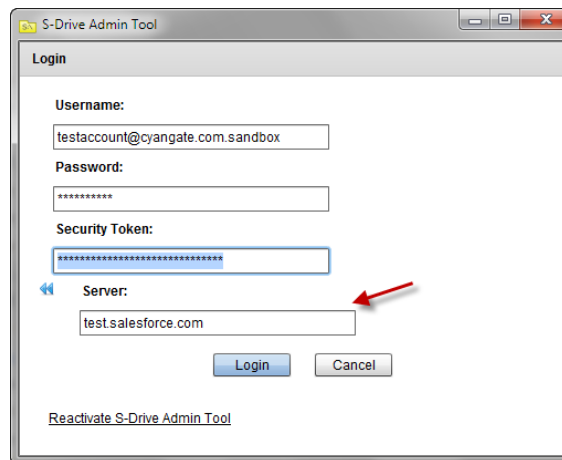 S-Drive Admin Tool
Login
Username:
testaccount@cyangate.com.sandbox
Password:
**********
Security Token:
******************************
Server:
test.salesforce.com
Login Cancel
Reactivate S-Drive Admin Tool